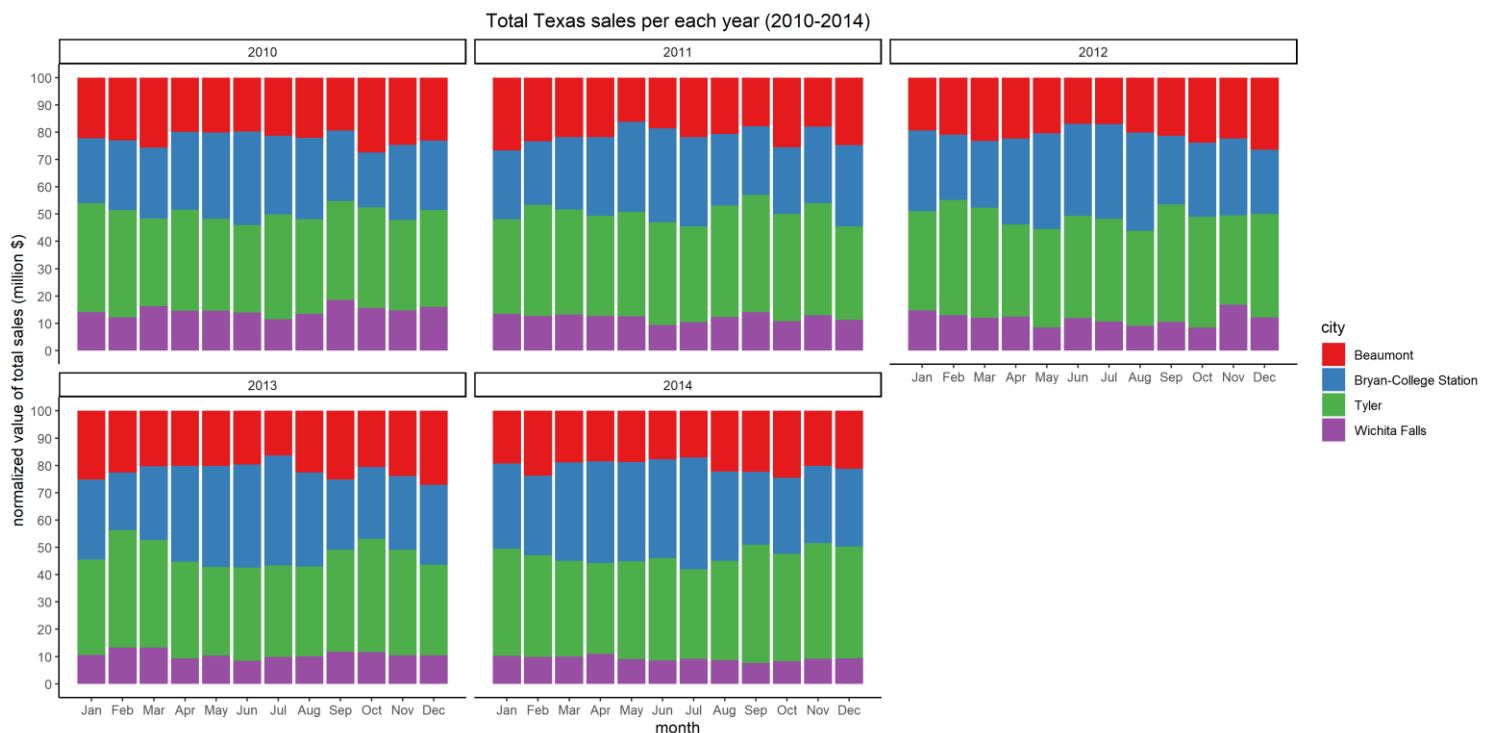 Total Texas sales per each year (2010-2014)
2010
2011
2012
100
90
80
70
60
50
40
30
20
10
0
Jan Feb Mar Apr May Jun Jul Aug Sep Oct Nov Dec
2013
2014
100
90
80
70
60
50
40
30
20
10
0
Jan Feb Mar Apr May Jun Jul Aug Sep Oct Nov Dec
Jan Feb Mar Apr May Jun Jul Aug Sep Oct Nov Dec
month
normalized value of total sales (million $)
city
Beaumont
Bryan-College Station
Tyler
Wichita Falls